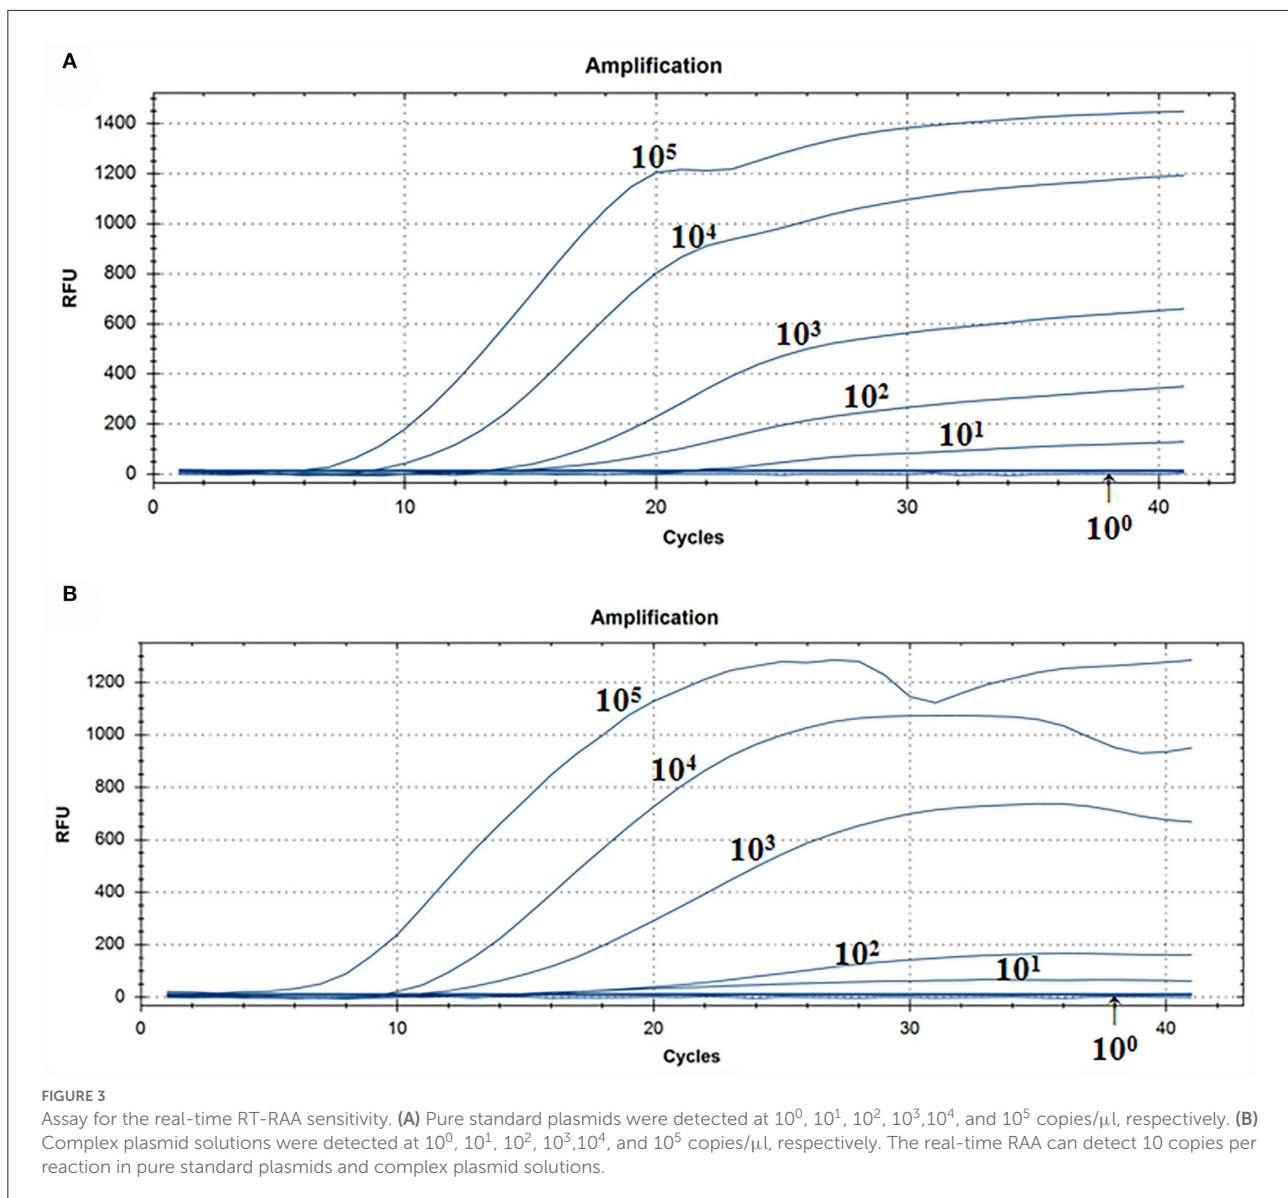 A
Amplification
1400
1200
1000
800
600
400
200
0
RFU
10⁵
10⁴
10³
10²
10¹
10⁰
0 10 20 30 40
Cycles
B
Amplification
1200
1000
800
600
400
200
0
RFU
10⁵
10⁴
10³
10²
10¹
10⁰
0 10 20 30 40
Cycles
FIGURE 3
Assay for the real-time RT-RAA sensitivity. (A) Pure standard plasmids were detected at 10⁰, 10¹, 10², 10³,10⁴, and 10⁵ copies/μl, respectively. (B)
Complex plasmid solutions were detected at 10⁰, 10¹, 10², 10³,10⁴, and 10⁵ copies/μl, respectively. The real-time RAA can detect 10 copies per
reaction in pure standard plasmids and complex plasmid solutions.